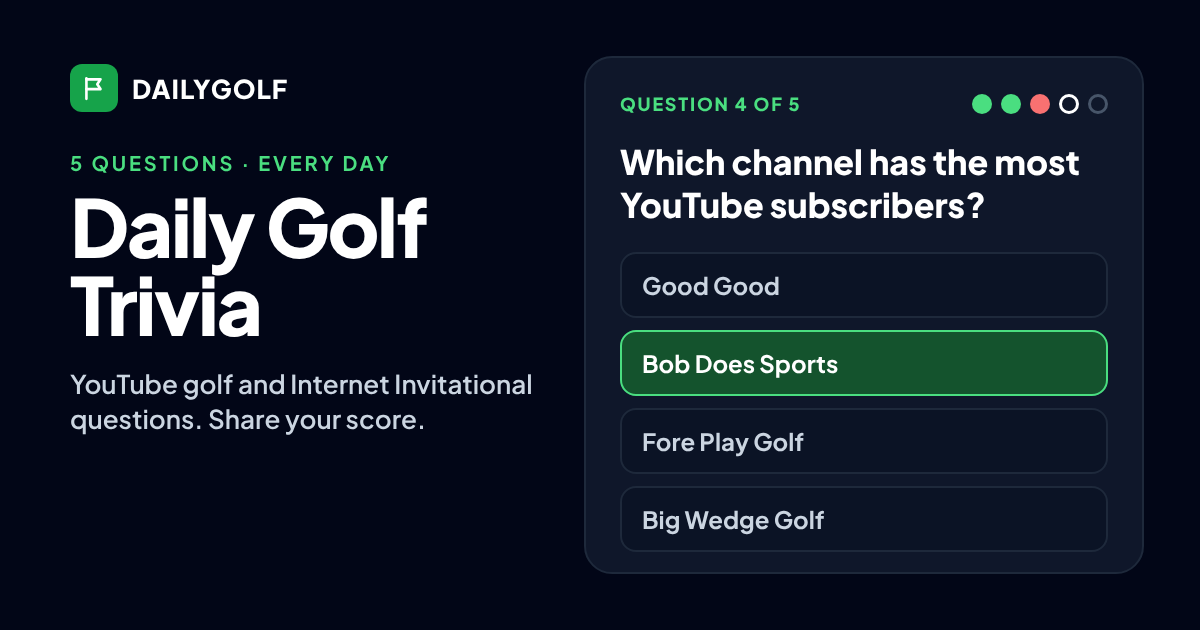 DAILYGOLF
5 QUESTIONS · EVERY DAY
Daily Golf
Trivia
YouTube golf and Internet Invitational
questions. Share your score.
QUESTION 4 OF 5
Which channel has the most
YouTube subscribers?
Good Good
Bob Does Sports
Fore Play Golf
Big Wedge Golf